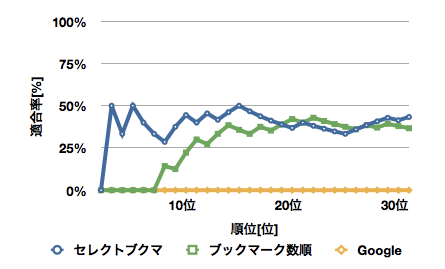 100%
75%
50%
25%
0%
適合率[%]
10位
20位
30位
順位[位]
セレクトブクマ
ブックマーク数順
Google